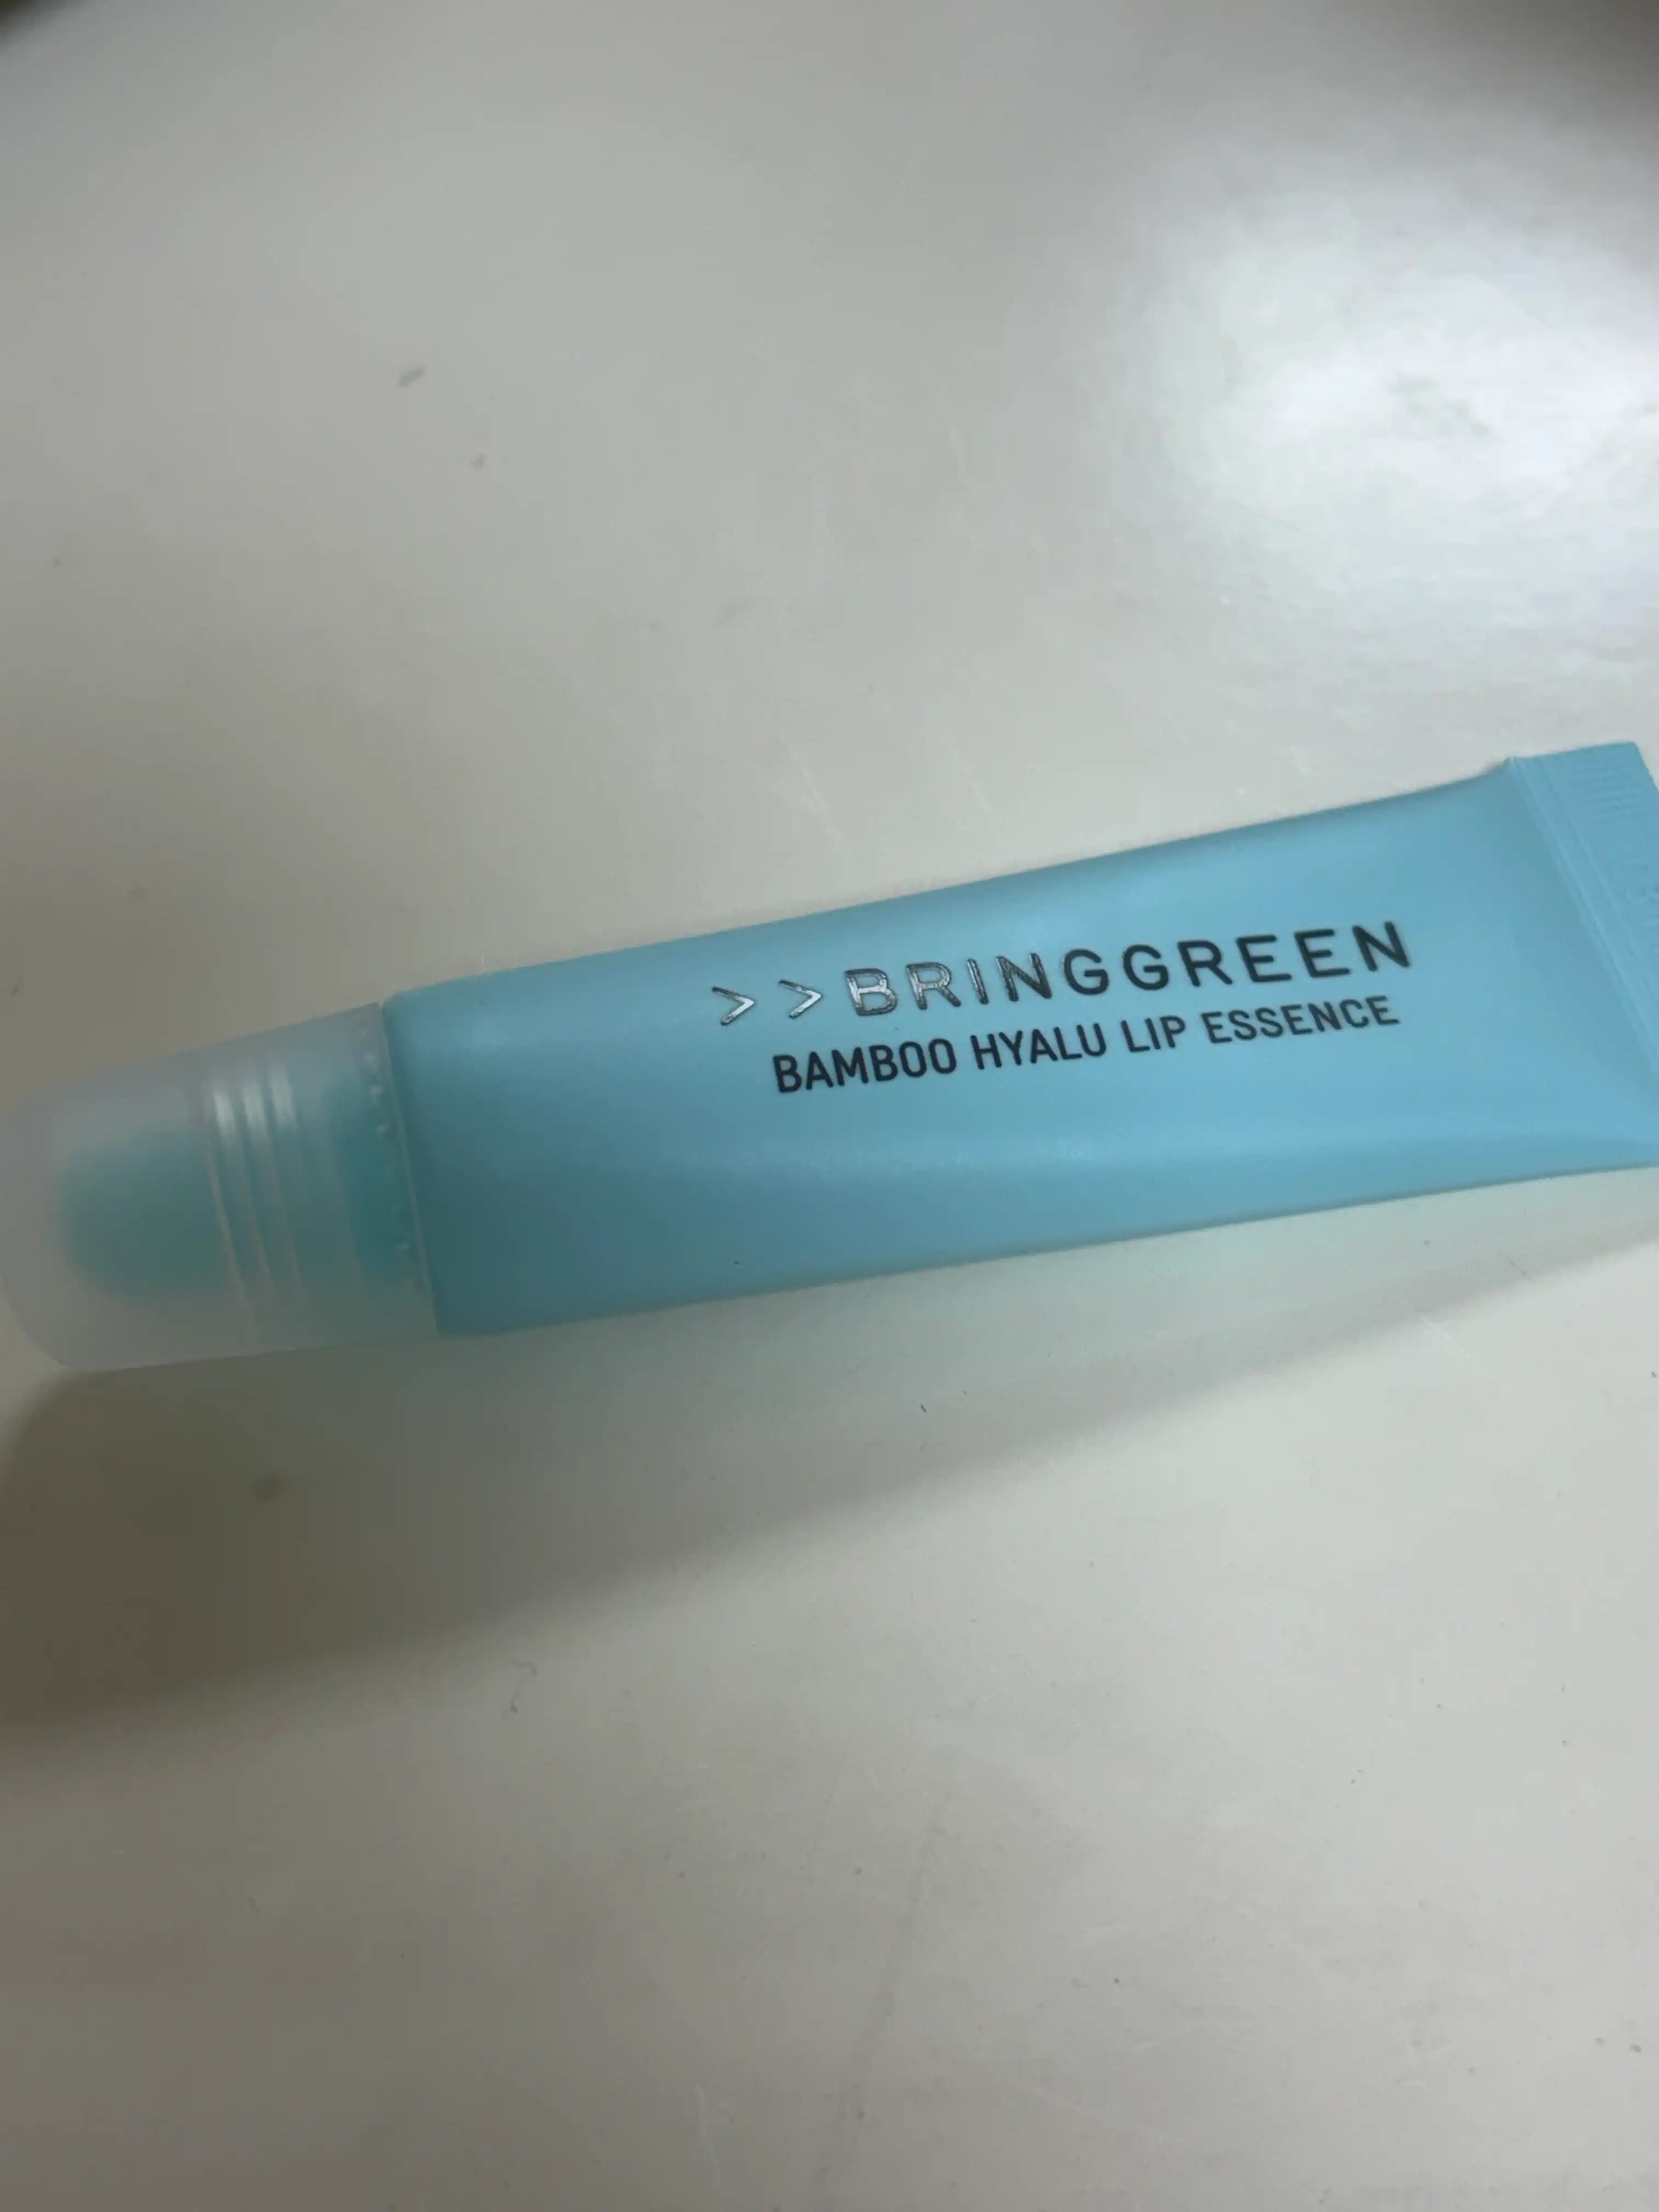 >>BRINGGREEN
BAMBOO HYALU LIP ESSENCE